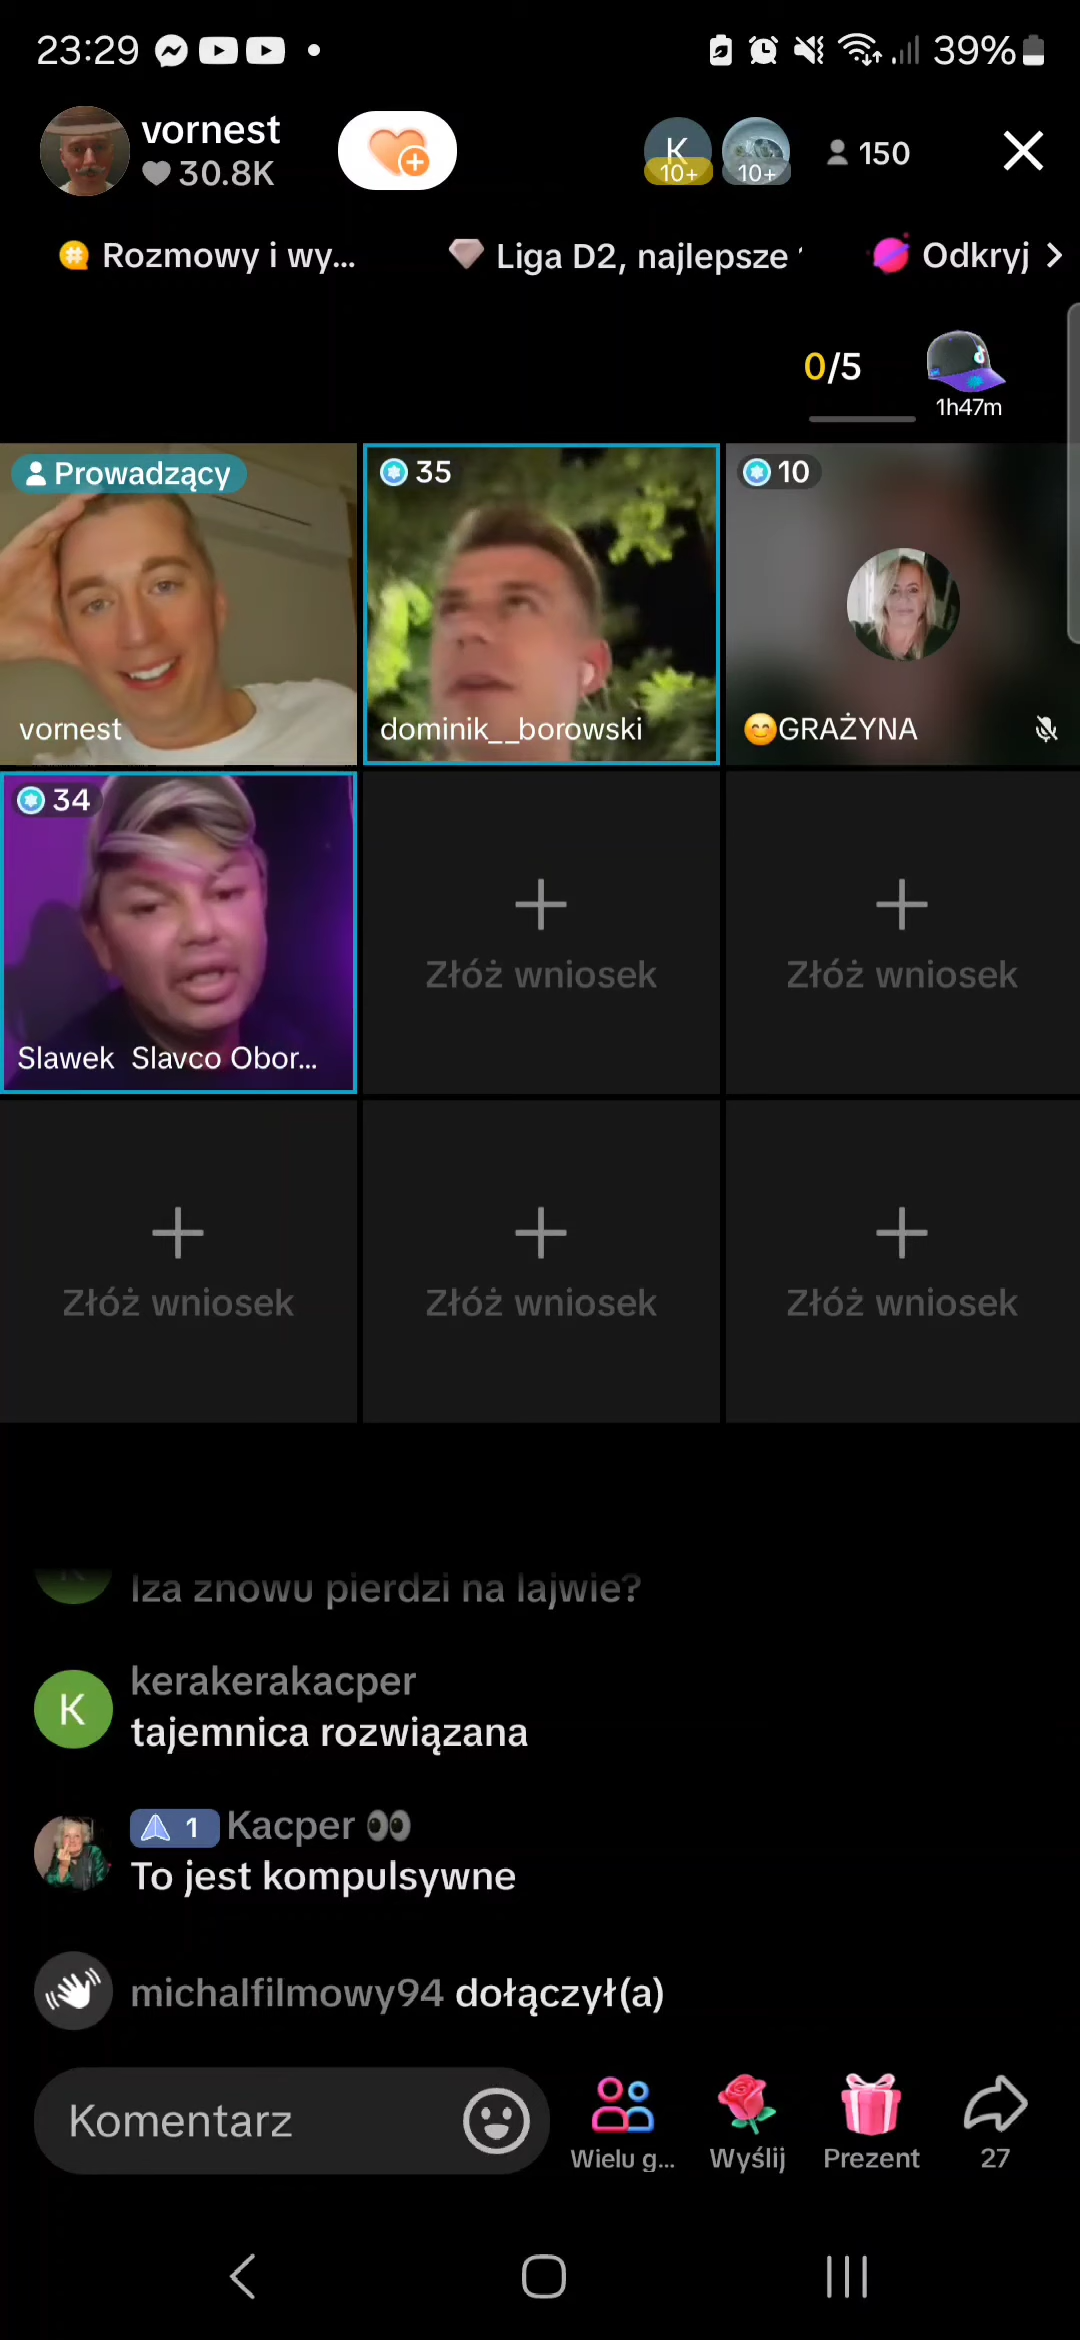 23:29
39%
vornest
30.8K
K
10+
10+
150
Rozmowy i wy...
Liga D2, najlepsze
Odkryj
0/5
1h47m
Prowadzący
vornest
35
dominik__borowski
10
😊GRAŻYNA
34
Slawek Slavco Obor...
Złóż wniosek
Złóż wniosek
Złóż wniosek
Złóż wniosek
Złóż wniosek
Iza znowu pierdzi na lajwie?
K
kerakerakacper
tajemnica rozwiązana
1 Kacper 👀
To jest kompulsywne
michalfilmowy94 dołączył(a)
Komentarz
Wielu g...
Wyślij
Prezent
27